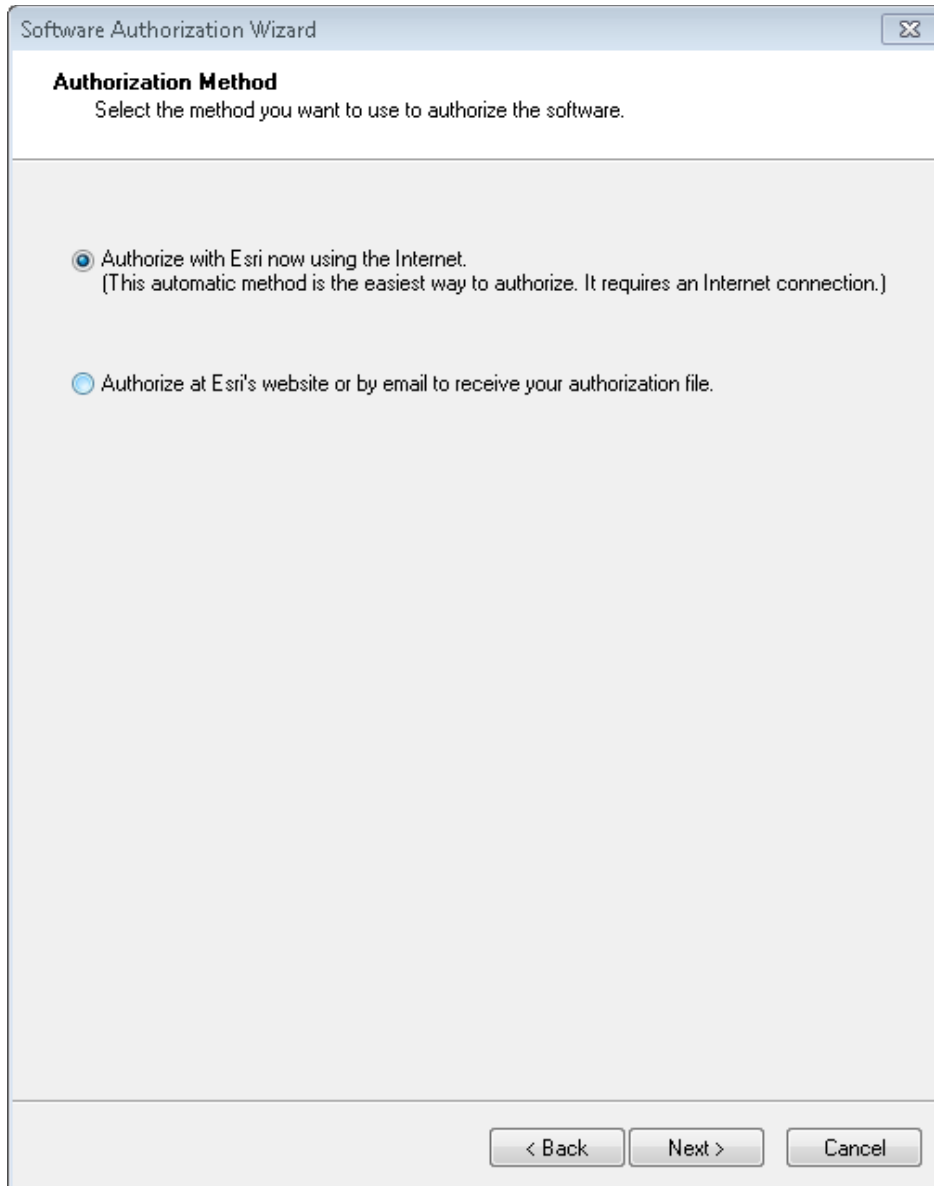 Software Authorization Wizard
Authorization Method
Select the method you want to use to authorize the software.
Authorize with Esri now using the Internet.
(This automatic method is the easiest way to authorize. It requires an Internet connection.)
Authorize at Esri's website or by email to receive your authorization file.
< Back Next > Cancel